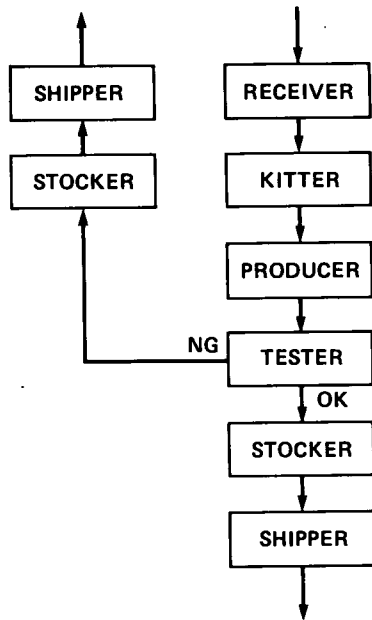 SHIPPER
STOCKER
RECEIVER
KITTER
PRODUCER
NG
TESTER
OK
STOCKER
SHIPPER